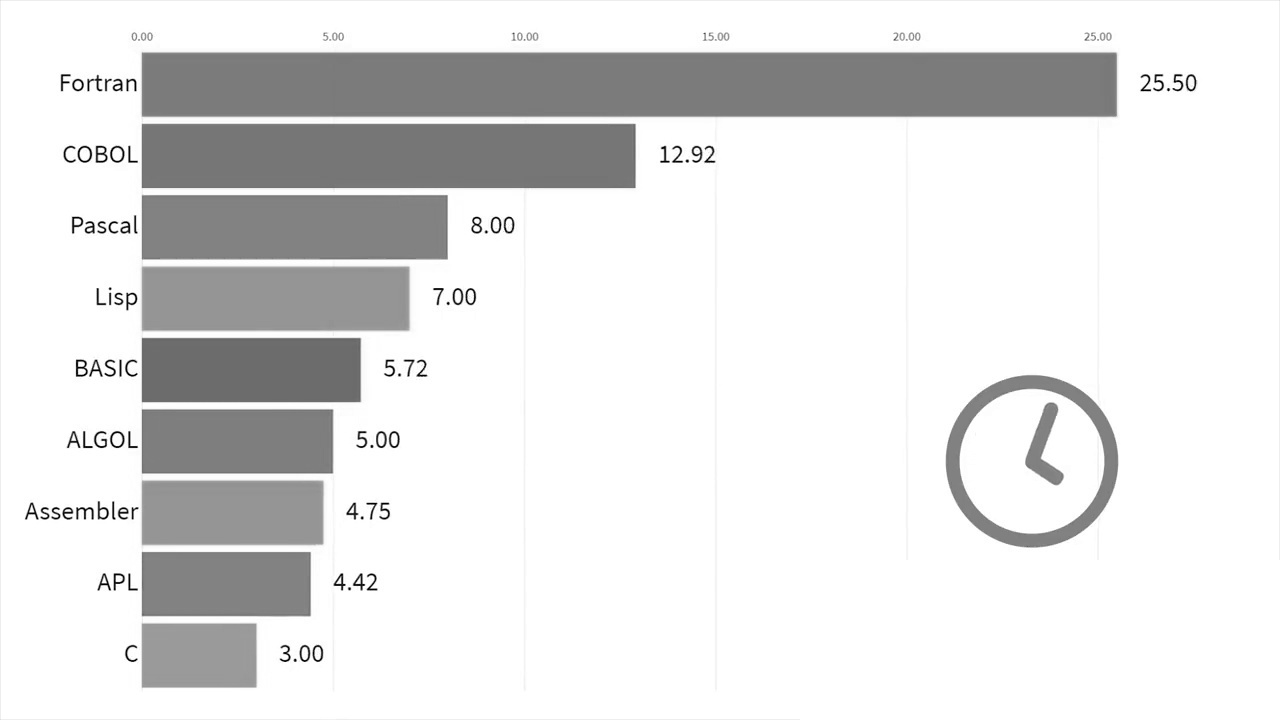 0.00 5.00 10.00 15.00 20.00 25.00
Fortran 25.50
COBOL 12.92
Pascal 8.00
Lisp 7.00
BASIC 5.72
ALGOL 5.00
Assembler 4.75
APL 4.42
C 3.00